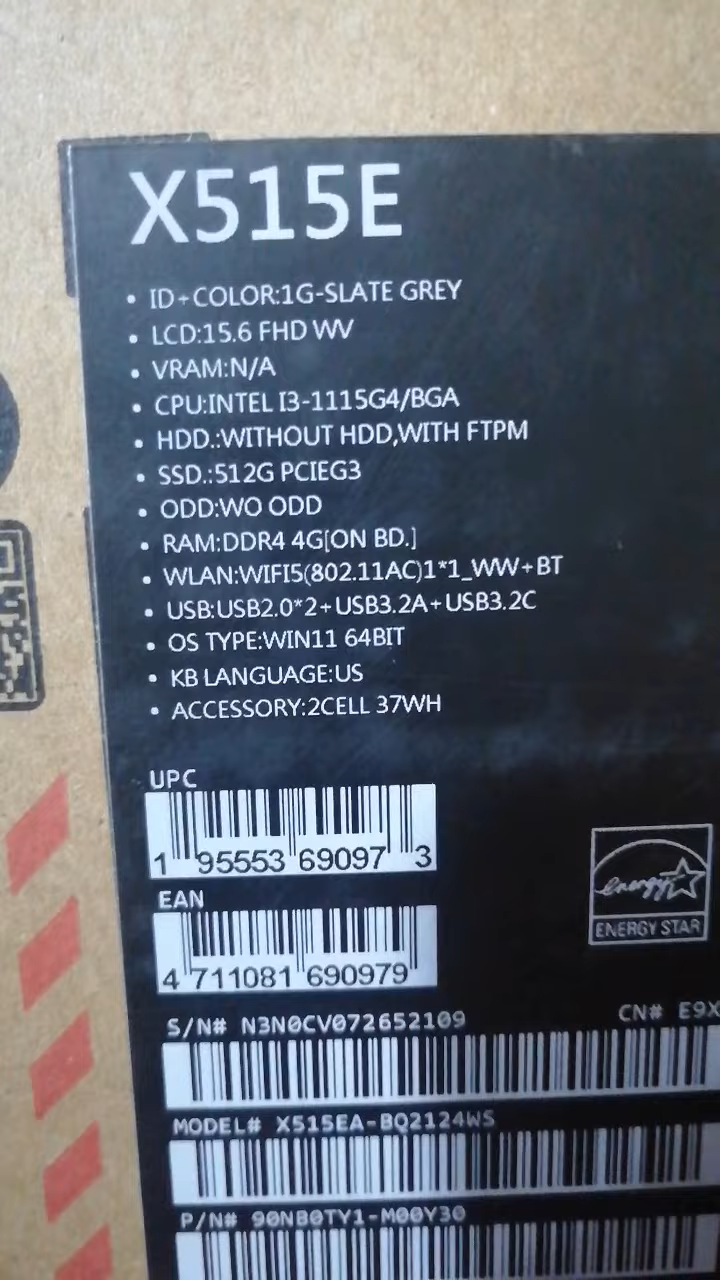 X515E
• ID+COLOR:1G-SLATE GREY
• LCD:15.6 FHD WV
• VRAM:N/A
• CPU:INTEL I3-1115G4/BGA
• HDD.:WITHOUT HDD,WITH FTPM
• SSD.:512G PCIEG3
• ODD:WO ODD
• RAM:DDR4 4G[ON BD.]
• WLAN:WIFI5(802.11AC)1*1_WW+BT
• USB:USB2.0*2+USB3.2A+USB3.2C
• OS TYPE:WIN11 64BIT
• KB LANGUAGE:US
• ACCESSORY:2CELL 37WH
UPC
1 95553 69097 3
EAN
4 711081 690979
energy
ENERGY STAR
S/N# N3N0CV072652109 CN# E9X
MODEL# X515EA-BQ2124WS
P/N# 90NB0TY1-M00Y30